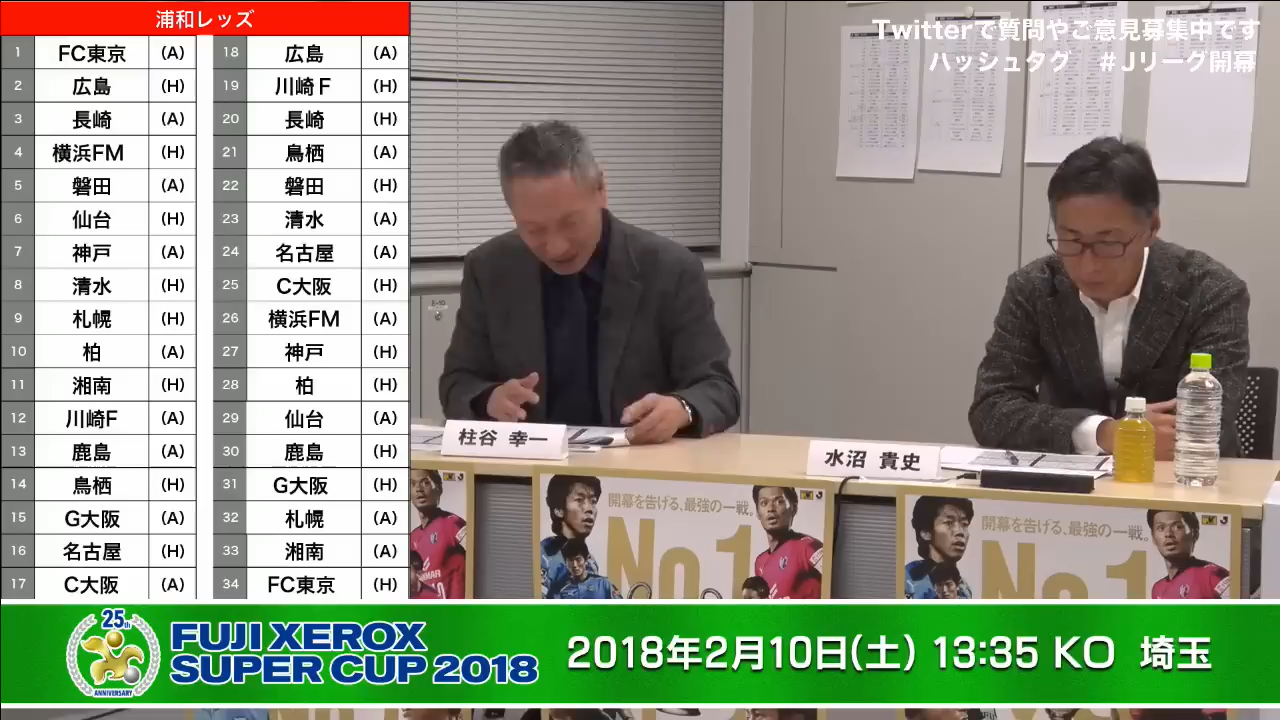 浦和レッズ
1 FC東京 (A) 18 広島 (A)
2 広島 (H) 19 川崎F (H)
3 長崎 (A) 20 長崎 (H)
4 横浜FM (H) 21 鳥栖 (A)
5 磐田 (A) 22 磐田 (H)
6 仙台 (H) 23 清水 (A)
7 神戸 (A) 24 名古屋 (A)
8 清水 (H) 25 C大阪 (H)
9 札幌 (H) 26 横浜FM (A)
10 柏 (A) 27 神戸 (H)
11 湘南 (H) 28 柏 (H)
12 川崎F (A) 29 仙台 (A)
13 鹿島 (A) 30 鹿島 (H)
14 鳥栖 (H) 31 G大阪 (H)
15 G大阪 (A) 32 札幌 (A)
16 名古屋 (H) 33 湘南 (A)
17 C大阪 (A) 34 FC東京 (H)
Twitterで質問やご意見募集中です
ハッシュタグ #Jリーグ開幕
柱谷 幸一
水沼 貴史
開幕を告げる、最強の一戦。
No.1
開幕を告げる、最強の一戦。
No.1
25th
ANNIVERSARY
FUJI XEROX
SUPER CUP 2018
2018年2月10日(土) 13:35 KO 埼玉